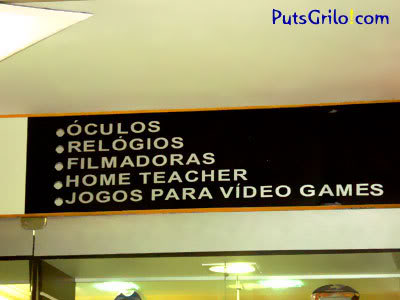 PutsGrilo!com
ÓCULOS
RELÓGIOS
FILMADORAS
HOME TEACHER
JOGOS PARA VÍDEO GAMES